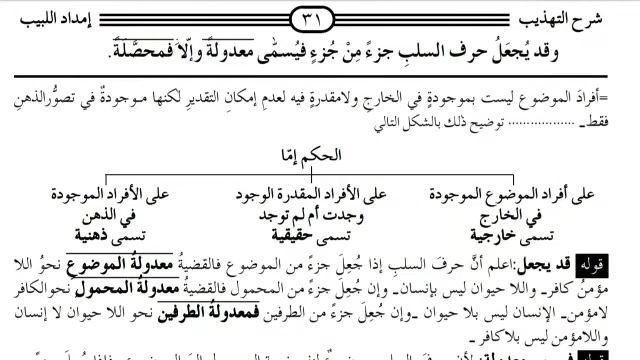 شرح التهذيب ٣١ إمداد اللبيب
وقد يُجعَلُ حرف السلبِ جزءً مِنْ جُزءٍ فيُسمّٰى معدولةً وإلّا فمحصَّلةً.
=أفرادَ الموضوع ليست بموجودةٍ في الخارجِ ولامقدرةٍ فيه لعدمِ إمكانِ التقديرِ لكنها مـوجودةٌ في تصوُّرالذهنِ
فقط۔ .................. توضيح ذلك بالشكل التالي
الحكم إمّا
على أفراد الموضوع الموجودة على الأفراد المقدرة الوجود على الأفراد الموجودة
في الخارج وجدت أم لم توجد في الذهن
تسمى خارجية تسمى حقيقية تسمى ذهنية
قوله قد يجعل: اعلم أنَّ حرفَ السلبِ إذا جُعِلَ جزءً من الموضوع فالقضيةُ معدولةُ الموضوعِ نحوُ اللا
مؤمنُ كافر۔ واللا حيوان ليس بإنسان۔ وإن جُعِلَ جزءً من المحمول فالقضيةُ معدولةُ المحمولِ نحوالكافر
لامؤمن۔ الإنسان ليس بلا حيوان ۔وإن جُعِلَ جزءً من الطرفين فمعدولةُ الطرفين نحو اللا حيوان لا إنسان
واللامؤمن ليس بلاكافر۔